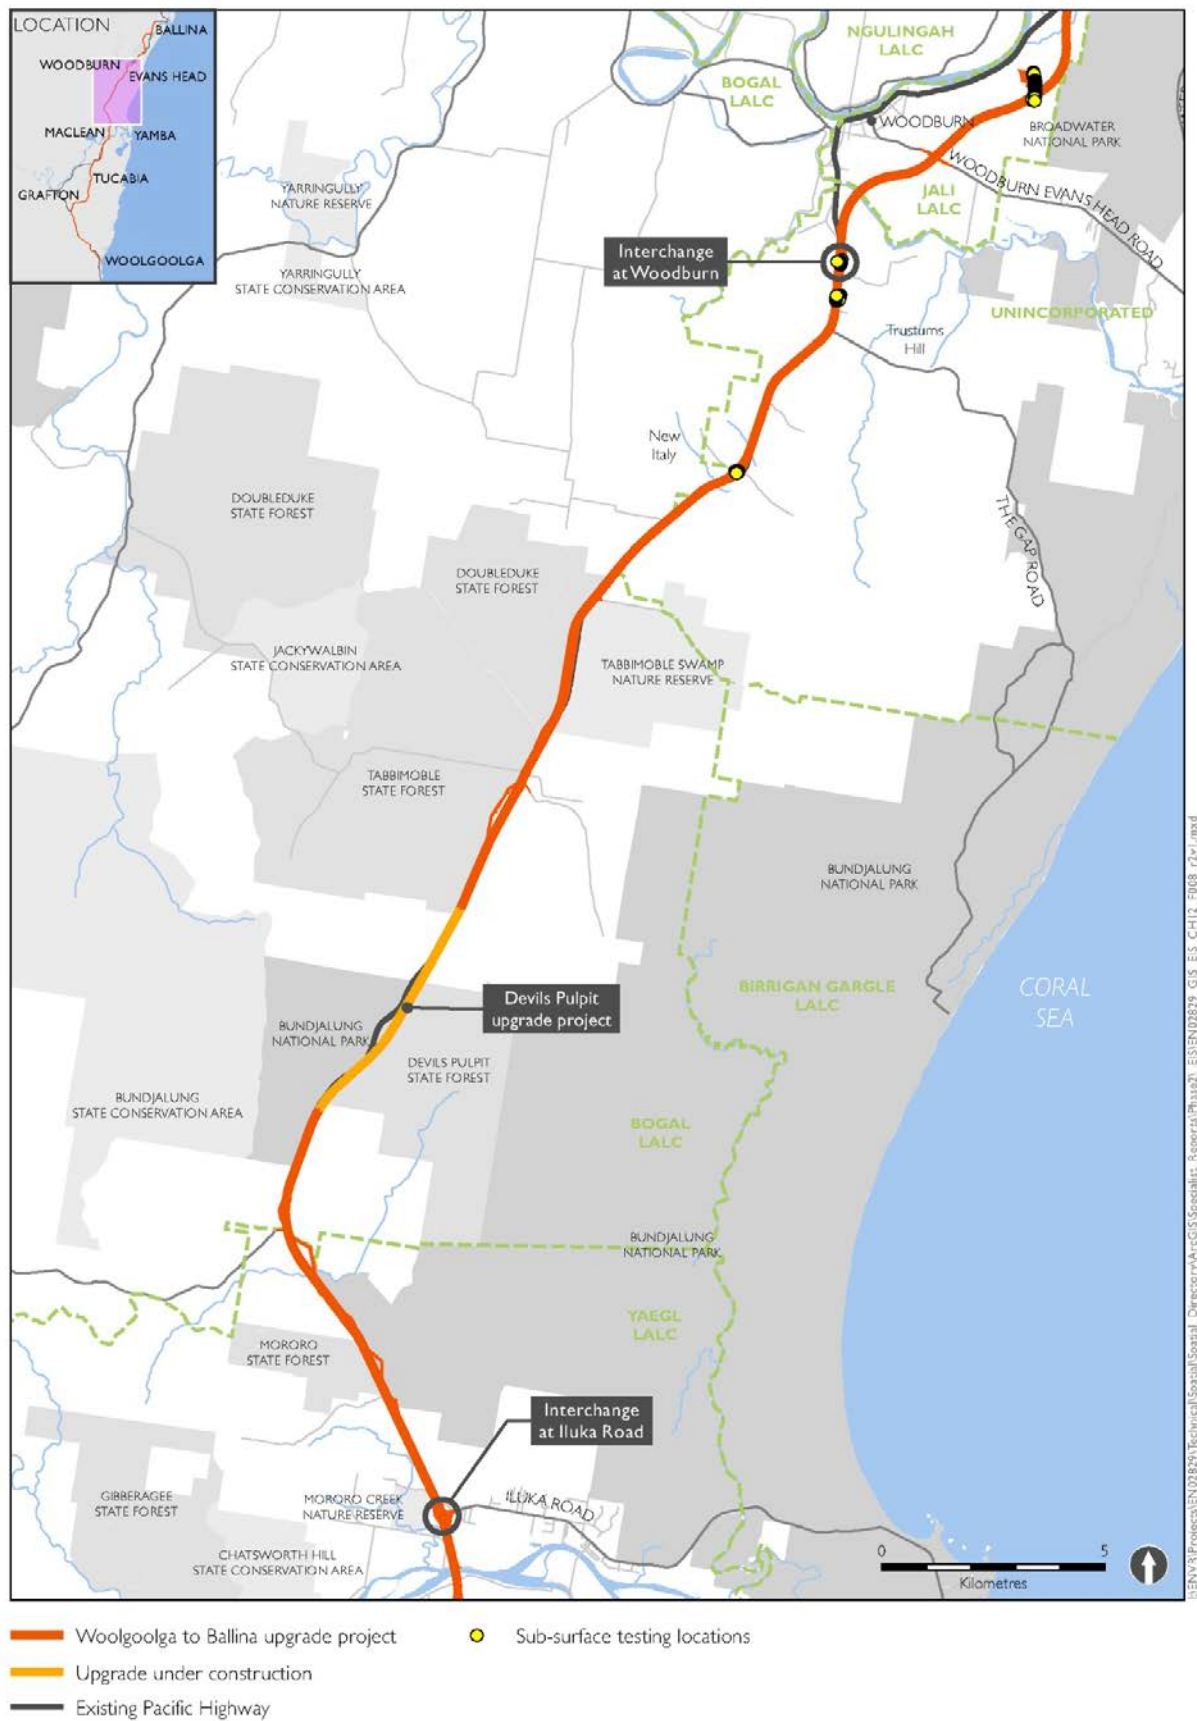 LOCATION
BALLINA
WOODBURN
EVANS HEAD
MACLEAN
YAMBA
TUCABIA
GRAFTON
WOOLGOOLGA
NGULINGAH
LALC
BOGAL
LALC
WOODBURN
BROADWATER
NATIONAL PARK
WOODBURN EVANS HEAD ROAD
YARRINGULLY
NATURE RESERVE
JALI
LALC
Interchange
at Woodburn
YARRINGULLY
STATE CONSERVATION AREA
UNINCORPORATED
Trustums
Hill
New
Italy
DOUBLEDUKE
STATE FOREST
THE GAP ROAD
DOUBLEDUKE
STATE FOREST
JACKYWALBIN
STATE CONSERVATION AREA
TABBIMOBLE SWAMP
NATURE RESERVE
TABBIMOBLE
STATE FOREST
BUNDJALUNG
NATIONAL PARK
BIRRIGAN GARGLE
LALC
CORAL
SEA
Devils Pulpit
upgrade project
BUNDJALUNG
NATIONAL PARK
DEVILS PULPIT
STATE FOREST
BUNDJALUNG
STATE CONSERVATION AREA
BOGAL
LALC
BUNDJALUNG
NATIONAL PARK
YAEGL
LALC
MORORO
STATE FOREST
Interchange
at Iluka Road
GIBBERAGEE
STATE FOREST
MORORO CREEK
NATURE RESERVE
ILUKA ROAD
CHATSWORTH HILL
STATE CONSERVATION AREA
0 5
Kilometres
Woolgoolga to Ballina upgrade project
Sub-surface testing locations
Upgrade under construction
Existing Pacific Highway